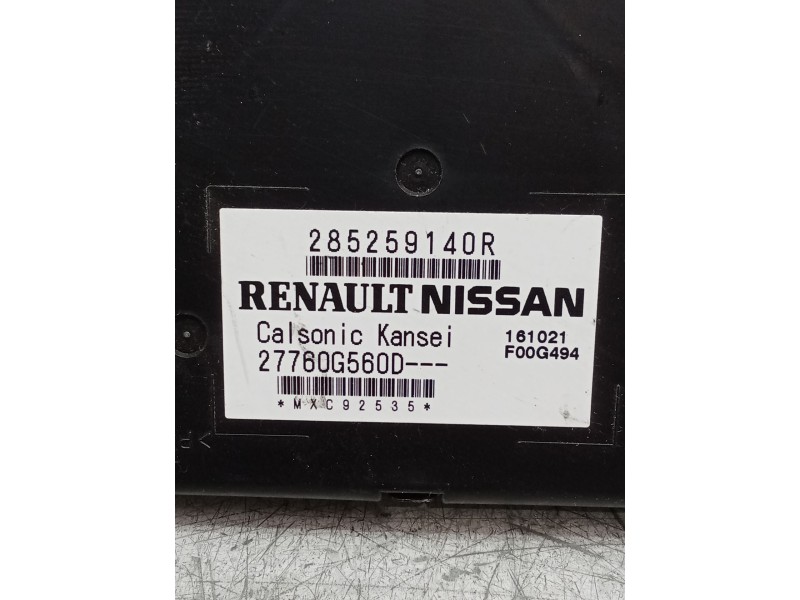 285259140R
RENAULT NISSAN
Calsonic Kansei 161021
27760G560D--- F00G494
*MXC92535*